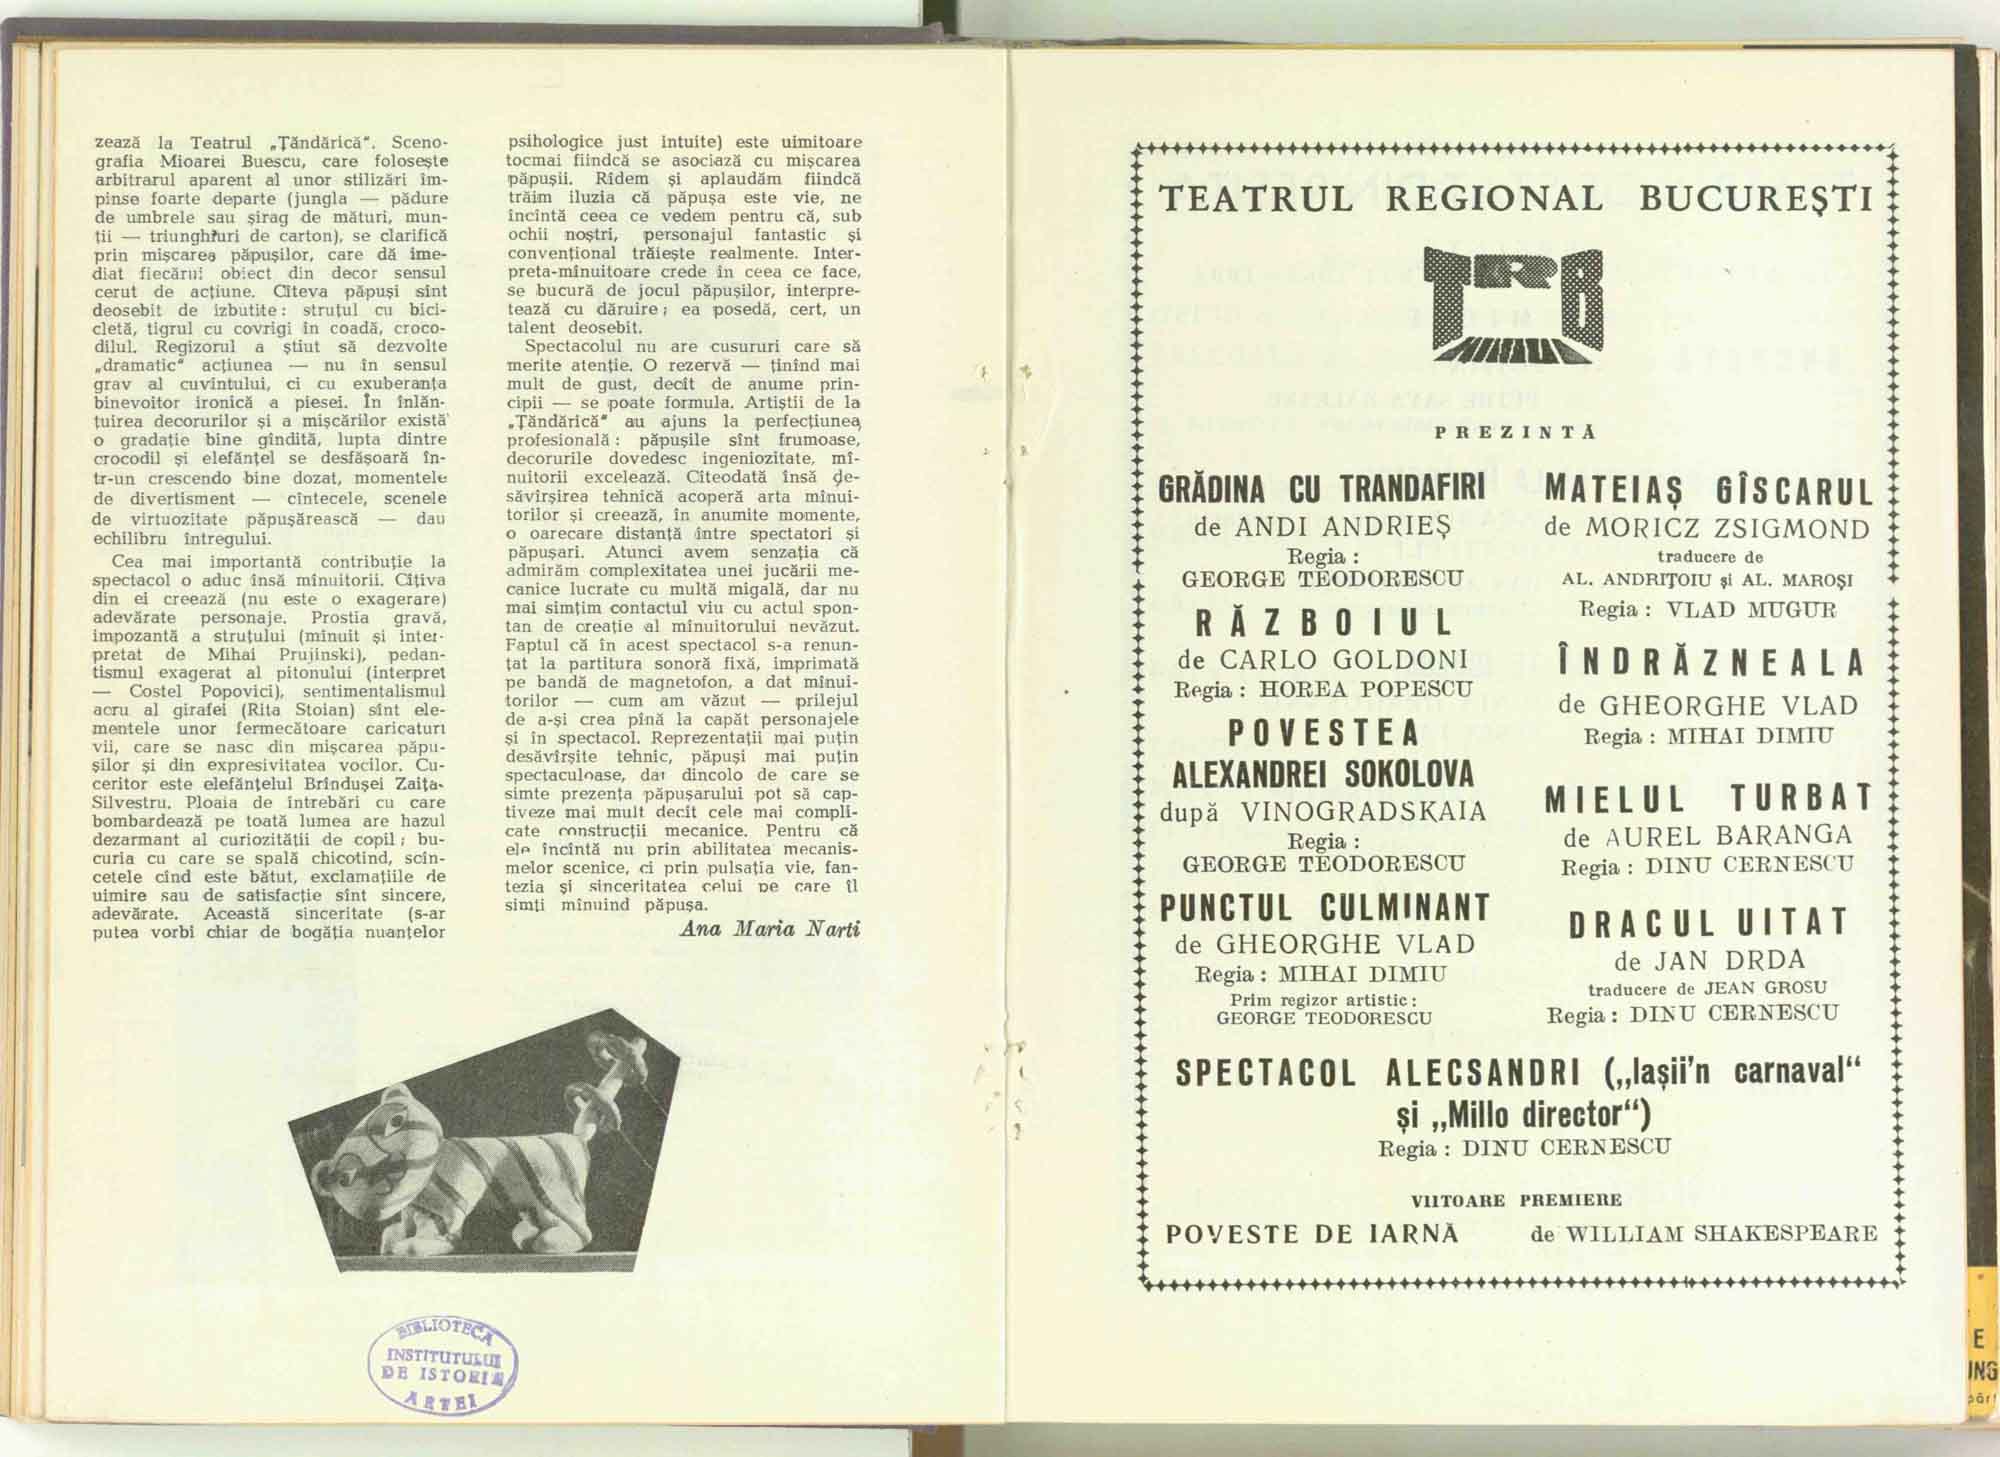 zează la Teatrul „Țăndărică“. Sceno-
grafia Mioarei Buescu, care folosește
arbitrarul aparent al unor stilizări îm-
pinse foarte departe (jungla — pădure
de umbrele sau șirag de mături, mun-
ții — triunghiuri de carton), se clarifică
prin mișcarea păpușilor, care dă ime-
diat fiecărui obiect din decor sensul
cerut de acțiune. Cîteva păpuși sînt
deosebit de izbutite: struțul cu bici-
cletă, tigrul cu covrigi în coadă, croco-
dilul. Regizorul a știut să dezvolte
„dramatic“ acțiunea — nu în sensul
grav al cuvîntului, ci cu exuberanța
binevoitor ironică a piesei. În înlăn-
țuirea decorurilor și a mișcărilor există
o gradație bine gîndită, lupta dintre
crocodil și elefănțel se desfășoară în-
tr-un crescendo bine dozat, momentele
de divertisment — cîntecele, scenele
de virtuozitate păpușărească — dau
echilibru întregului.
Cea mai importantă contribuție la
spectacol o aduc însă mînuitorii. Cîțiva
din ei creează (nu este o exagerare)
adevărate personaje. Prostia gravă,
impozantă a struțului (mînuit și inter-
pretat de Mihai Prujinski), pedan-
tismul exagerat al pitonului (interpret
— Costel Popovici), sentimentalismul
acru al girafei (Rita Stoian) sînt ele-
mentele unor fermecătoare caricaturi
vii, care se nasc din mișcarea păpu-
șilor și din expresivitatea vocilor. Cu-
ceritor este elefănțelul Brîndușei Zaița-
Silvestru. Ploaia de întrebări cu care
bombardează pe toată lumea are hazul
dezarmant al curiozității de copil; bu-
curia cu care se spală chicotind, scîn-
cetele cînd este bătut, exclamațiile de
uimire sau de satisfacție sînt sincere,
adevărate. Această sinceritate (s-ar
putea vorbi chiar de bogăția nuanțelor
psihologice just intuite) este uimitoare
tocmai fiindcă se asociază cu mișcarea
păpușii. Rîdem și aplaudăm fiindcă
trăim iluzia că păpușa este vie, ne
încîntă ceea ce vedem pentru că, sub
ochii noștri, personajul fantastic și
convențional trăiește realmente. Inter-
preta-mînuitoare crede în ceea ce face,
se bucură de jocul păpușilor, interpre-
tează cu dăruire; ea posedă, cert, un
talent deosebit.
Spectacolul nu are cusururi care să
merite atenție. O rezervă — ținînd mai
mult de gust, decît de anume prin-
cipii — se poate formula. Artiștii de la
„Țăndărică“ au ajuns la perfecțiunea
profesională: păpușile sînt frumoase,
decorurile dovedesc ingeniozitate, mî-
nuitorii excelează. Cîteodată însă de-
săvîrșirea tehnică acoperă arta mînui-
torilor și creează, în anumite momente,
o oarecare distanță între spectatori și
păpușari. Atunci avem senzația că
admirăm complexitatea unei jucării me-
canice lucrate cu multă migală, dar nu
mai simțim contactul viu cu actul spon-
tan de creație al mînuitorului nevăzut.
Faptul că în acest spectacol s-a renun-
țat la partitura sonoră fixă, imprimată
pe bandă de magnetofon, a dat mînui-
torilor — cum am văzut — prilejul
de a-și crea pînă la capăt personajele
și în spectacol. Reprezentații mai puțin
desăvîrșite tehnic, păpuși mai puțin
spectaculoase, dar dincolo de care se
simte prezența păpușarului pot să cap-
tiveze mai mult decît cele mai compli-
cate construcții mecanice. Pentru că
ele încîntă nu prin abilitatea mecanis-
melor scenice, ci prin pulsația vie, fan-
tezia și sinceritatea celui pe care îl
simți mînuind păpușa.
Ana Maria Narti
BIBLIOTECA
INSTITUTULUI
DE ISTORIA
ARTEI
TEATRUL REGIONAL BUCUREȘTI
TRB
PREZINTĂ
GRĂDINA CU TRANDAFIRI
de ANDI ANDRIEȘ
Regia :
GEORGE TEODORESCU
RĂZBOIUL
de CARLO GOLDONI
Regia : HOREA POPESCU
POVESTEA
ALEXANDREI SOKOLOVA
după VINOGRADSKAIA
Regia :
GEORGE TEODORESCU
PUNCTUL CULMINANT
de GHEORGHE VLAD
Regia : MIHAI DIMIU
Prim regizor artistic :
GEORGE TEODORESCU
MATEIAȘ GÎSCARUL
de MORICZ ZSIGMOND
traducere de
AL. ANDRIȚOIU și AL. MAROȘI
Regia : VLAD MUGUR
ÎNDRĂZNEALA
de GHEORGHE VLAD
Regia : MIHAI DIMIU
MIELUL TURBAT
de AUREL BARANGA
Regia : DINU CERNESCU
DRACUL UITAT
de JAN DRDA
traducere de JEAN GROSU
Regia : DINU CERNESCU
SPECTACOL ALECSANDRI („Iașii'n carnaval“
și „Millo director“)
Regia : DINU CERNESCU
VIITOARE PREMIERE
POVESTE DE IARNĂ de WILLIAM SHAKESPEARE